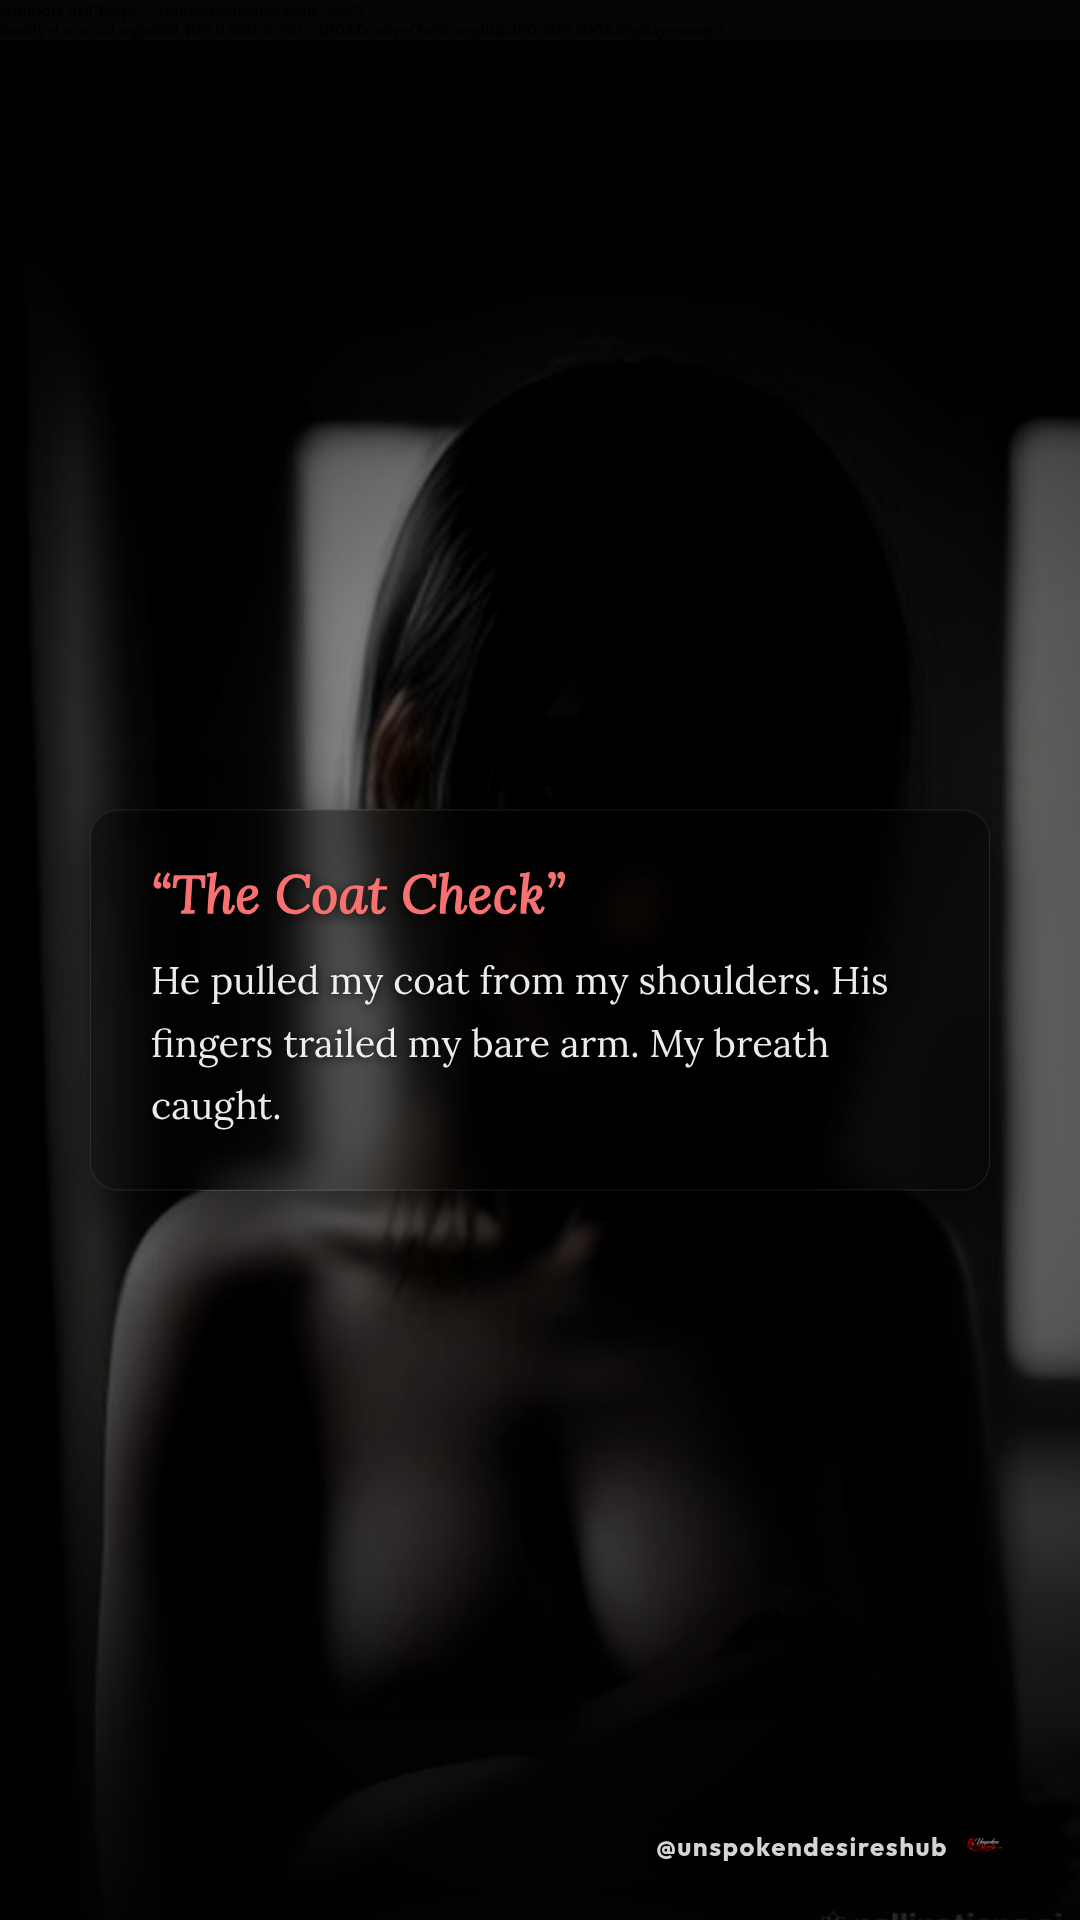 “The Coat Check”
He pulled my coat from my shoulders. His
fingers trailed my bare arm. My breath
caught.
@unspokendesireshub